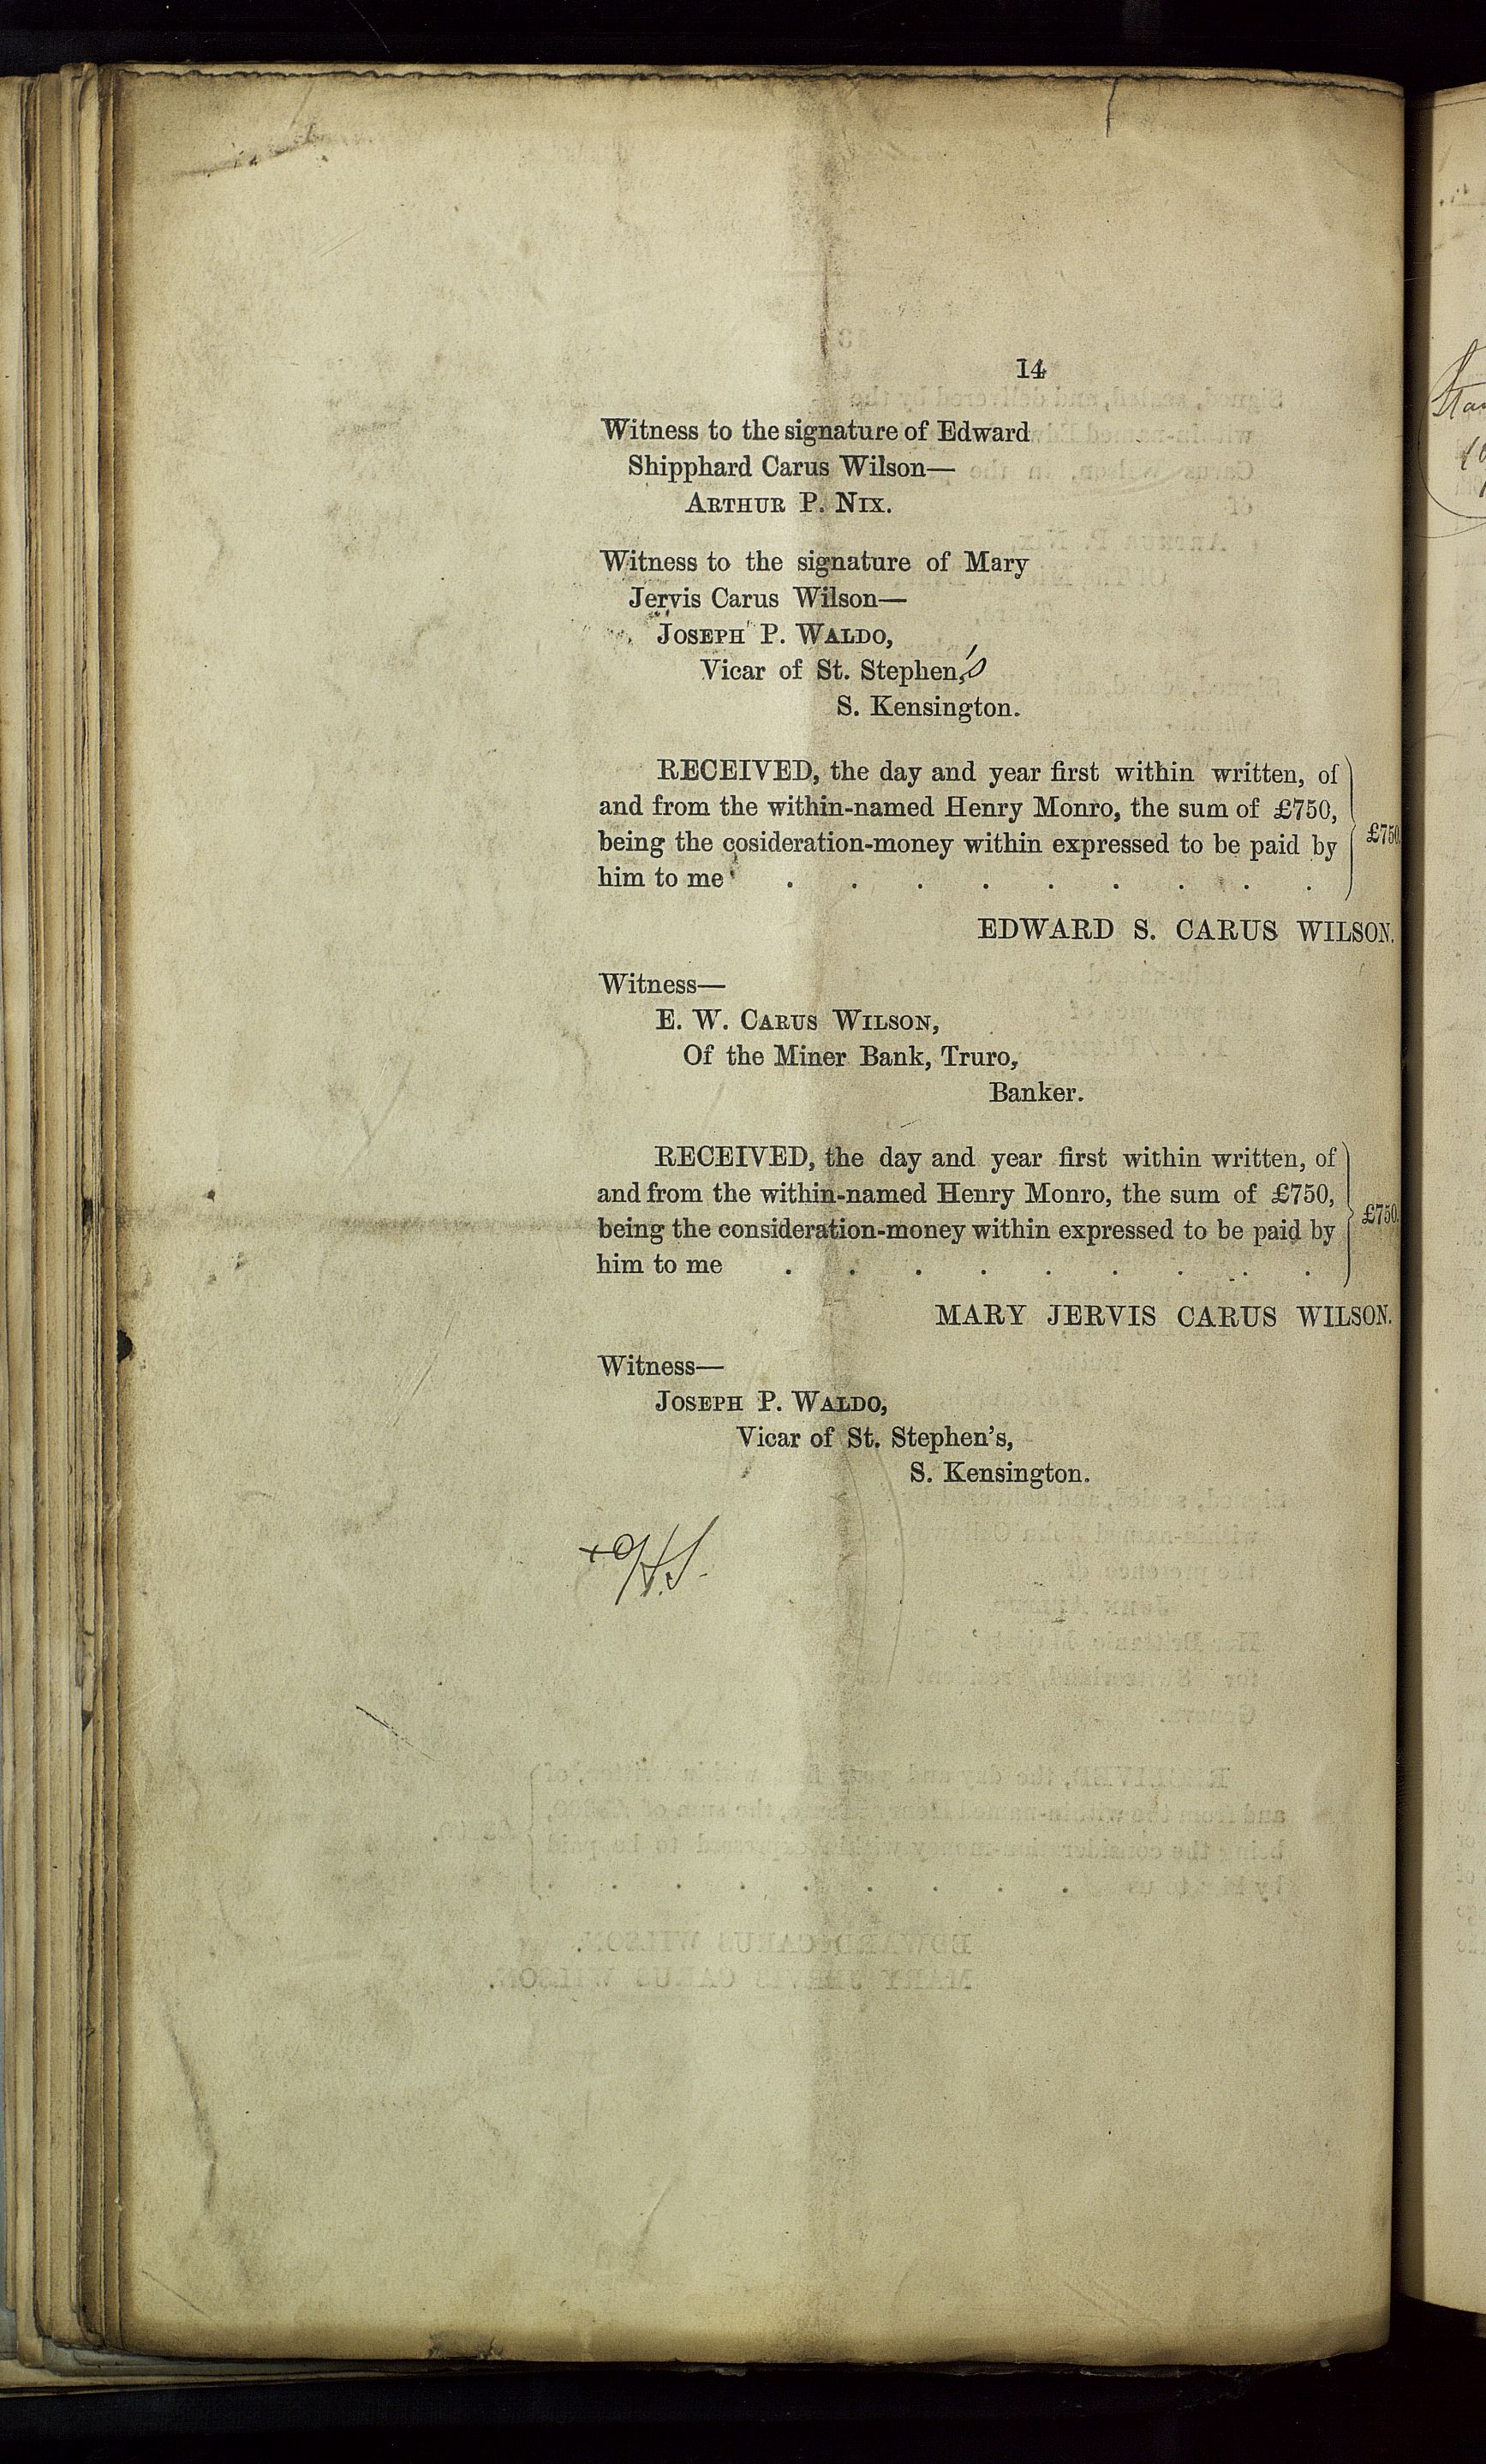 14
Witness to the signature of Edward
Shipphard Carus Wilson—
ARTHUR P. NIX.
Witness to the signature of Mary
Jervis Carus Wilson—
JOSEPH P. WALDO,
Vicar of St. Stephen,'s
S. Kensington.
RECEIVED, the day and year first within written, of
and from the within-named Henry Monro, the sum of £750,
being the cosideration-money within expressed to be paid by
him to me . . . . . . . . .
£750.
EDWARD S. CARUS WILSON.
Witness—
E. W. CARUS WILSON,
Of the Miner Bank, Truro,
Banker.
RECEIVED, the day and year first within written, of
and from the within-named Henry Monro, the sum of £750,
being the consideration-money within expressed to be paid by
him to me . . . . . . . . .
£750.
MARY JERVIS CARUS WILSON.
Witness—
JOSEPH P. WALDO,
Vicar of St. Stephen's,
S. Kensington.